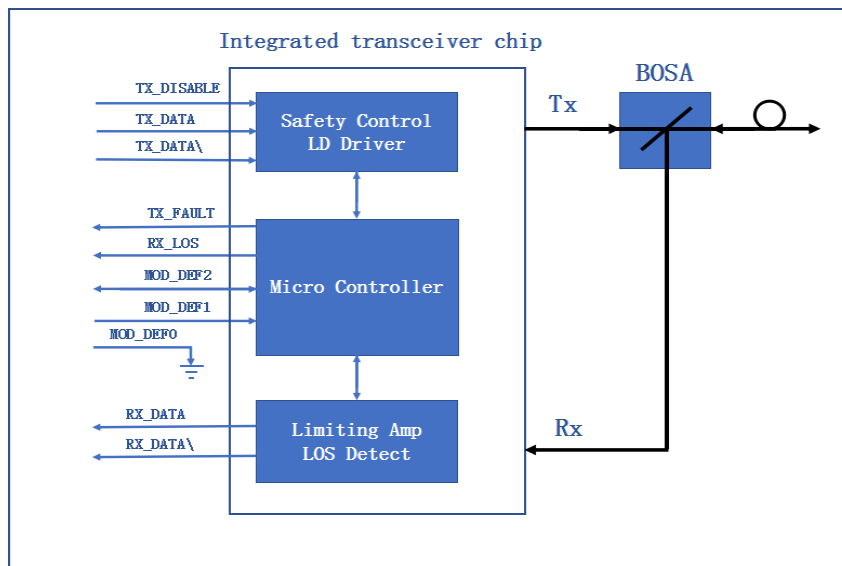 Integrated transceiver chip
BOSA
TX_DISABLE
TX_DATA
TX_DATA\
Safety Control
LD Driver
Tx
TX_FAULT
RX_LOS
MOD_DEF2
MOD_DEF1
MOD_DEF0
Micro Controller
RX_DATA
RX_DATA\
Limiting Amp
LOS Detect
Rx